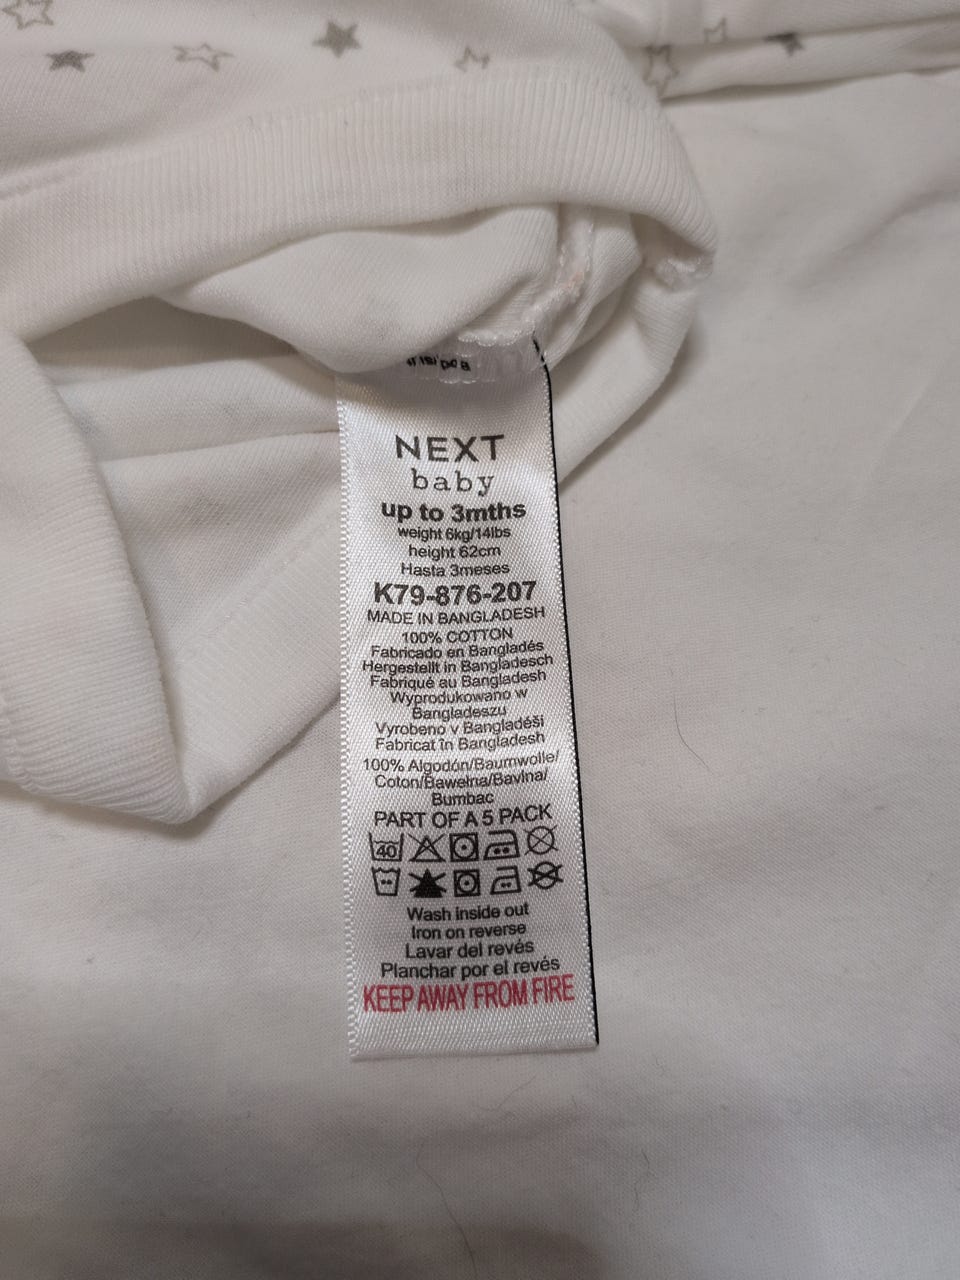 NEXT
baby
up to 3mths
weight 6kg/14lbs
height 62cm
Hasta 3meses
K79-876-207
MADE IN BANGLADESH
100% COTTON
Fabricado en Bangladés
Hergestellt in Bangladesch
Fabriqué au Bangladesh
Wyprodukowano w
Bangladeszu
Vyrobeno v Bangladéši
Fabricat în Bangladesh
100% Algodón/Baumwolle/
Coton/Bawełna/Bavlna/
Bumbac
PART OF A 5 PACK
40
Wash inside out
Iron on reverse
Lavar del revés
Planchar por el revés
KEEP AWAY FROM FIRE